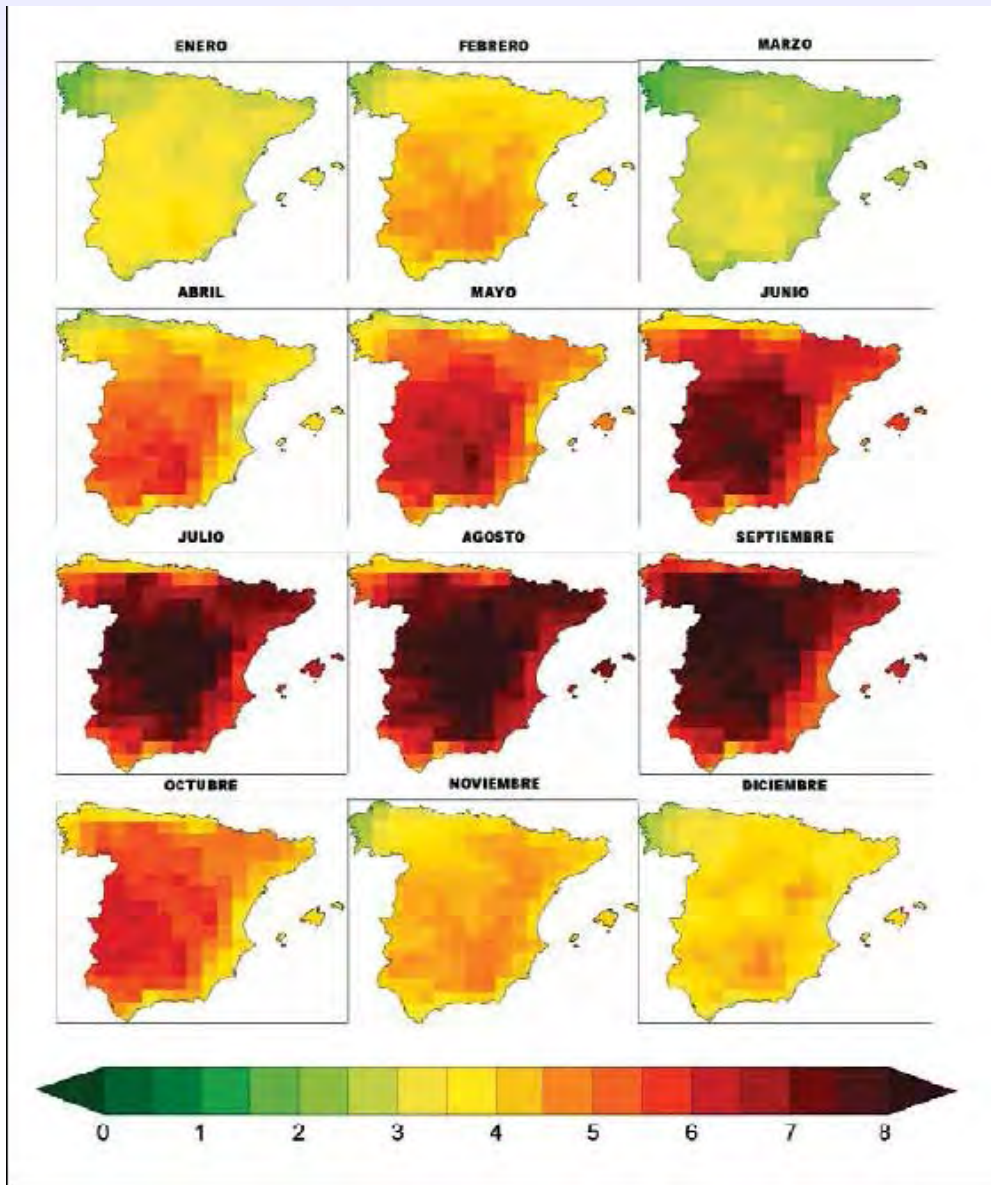 ENERO FEBRERO MARZO
ABRIL MAYO JUNIO
JULIO AGOSTO SEPTIEMBRE
OCTUBRE NOVIEMBRE DICIEMBRE
0 1 2 3 4 5 6 7 8